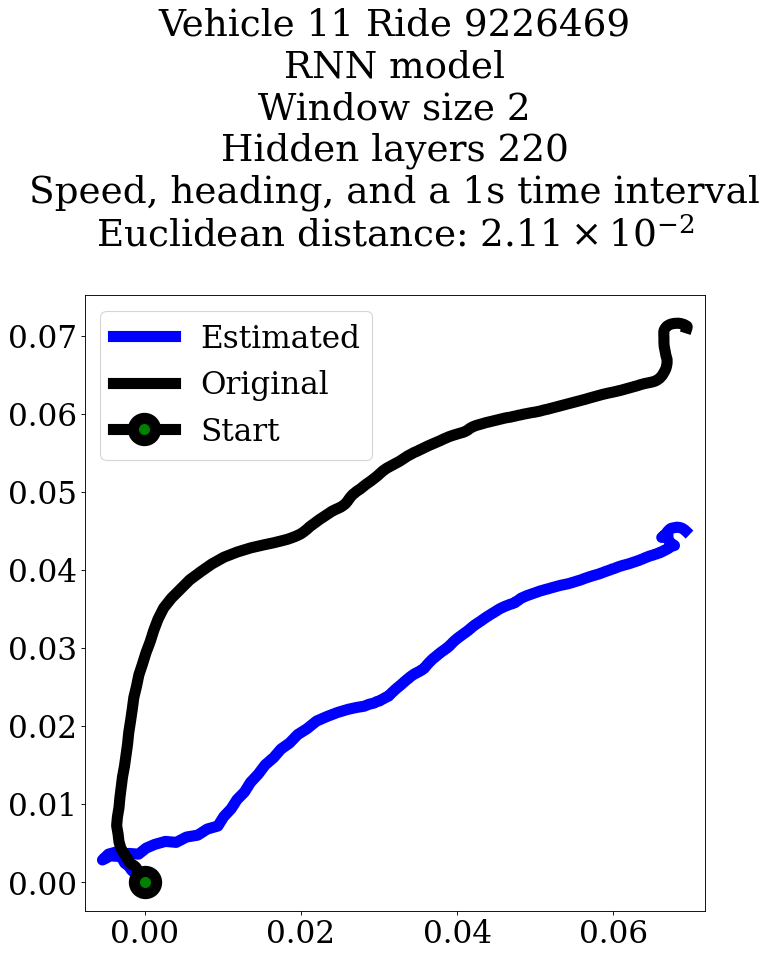 Vehicle 11 Ride 9226469
RNN model
Window size 2
Hidden layers 220
Speed, heading, and a 1s time interval
Euclidean distance: 2.11 × 10⁻²
Estimated
Original
Start
0.07
0.06
0.05
0.04
0.03
0.02
0.01
0.00
0.00 0.02 0.04 0.06